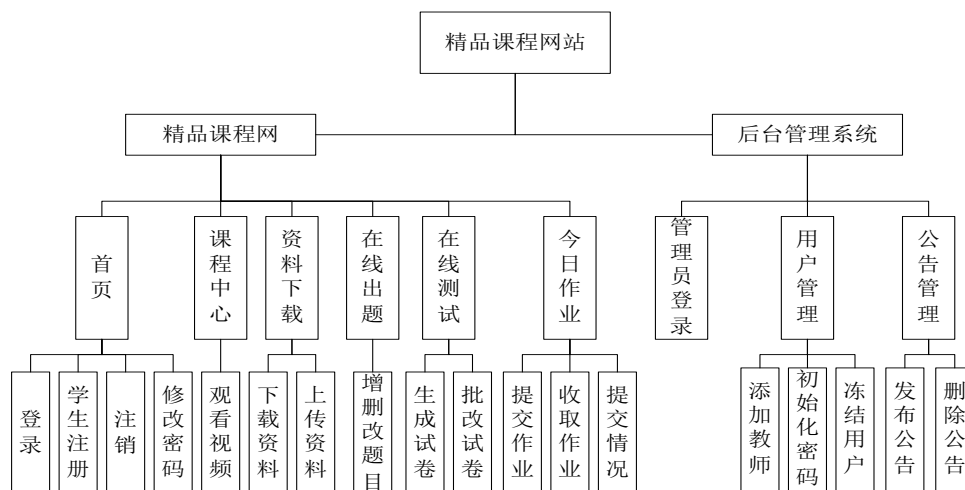 精品课程网站
精品课程网
后台管理系统
首页
课程中心
资料下载
在线出题
在线测试
今日作业
管理员登录
用户管理
公告管理
登录
学生注册
注销
修改密码
观看视频
下载资料
上传资料
增删改题目
生成试卷
批改试卷
提交作业
收取作业
提交情况
添加教师
初始化密码
冻结用户
发布公告
删除公告